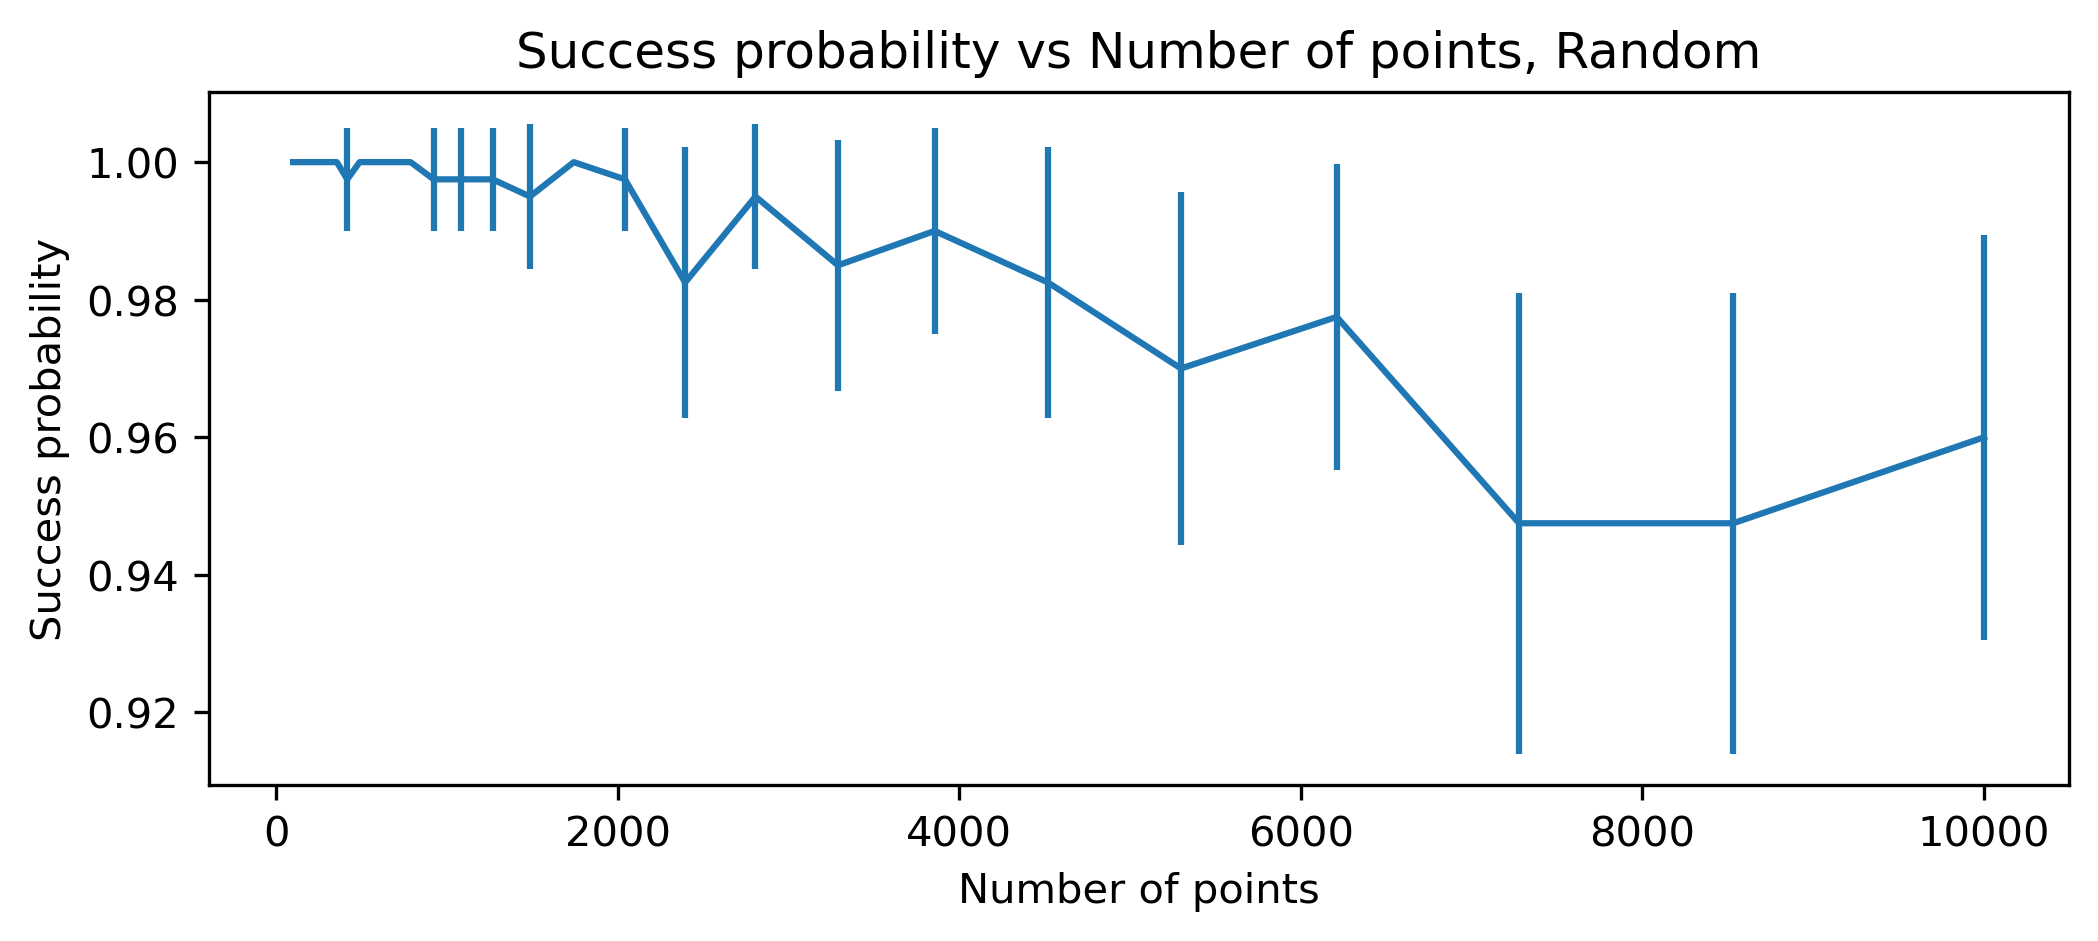 Success probability vs Number of points, Random
Success probability
1.00
0.98
0.96
0.94
0.92
0 2000 4000 6000 8000 10000
Number of points